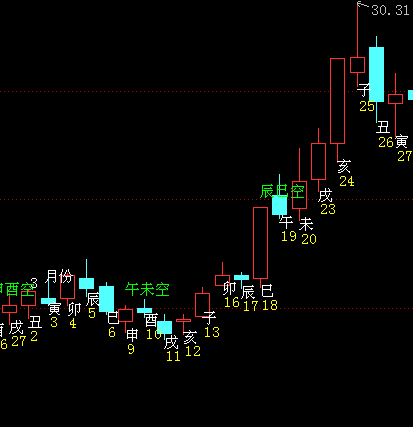 30.31
子
25
丑
26
寅
27
亥
24
辰巳空
戌
23
午
19
未
20
酉空
午未空
3 月份
卯
16
辰
17
巳
18
戌
27
丑
2
寅
3
卯
4
辰
5
巳
6
申
9
酉
10
戌
11
亥
12
子
13
6